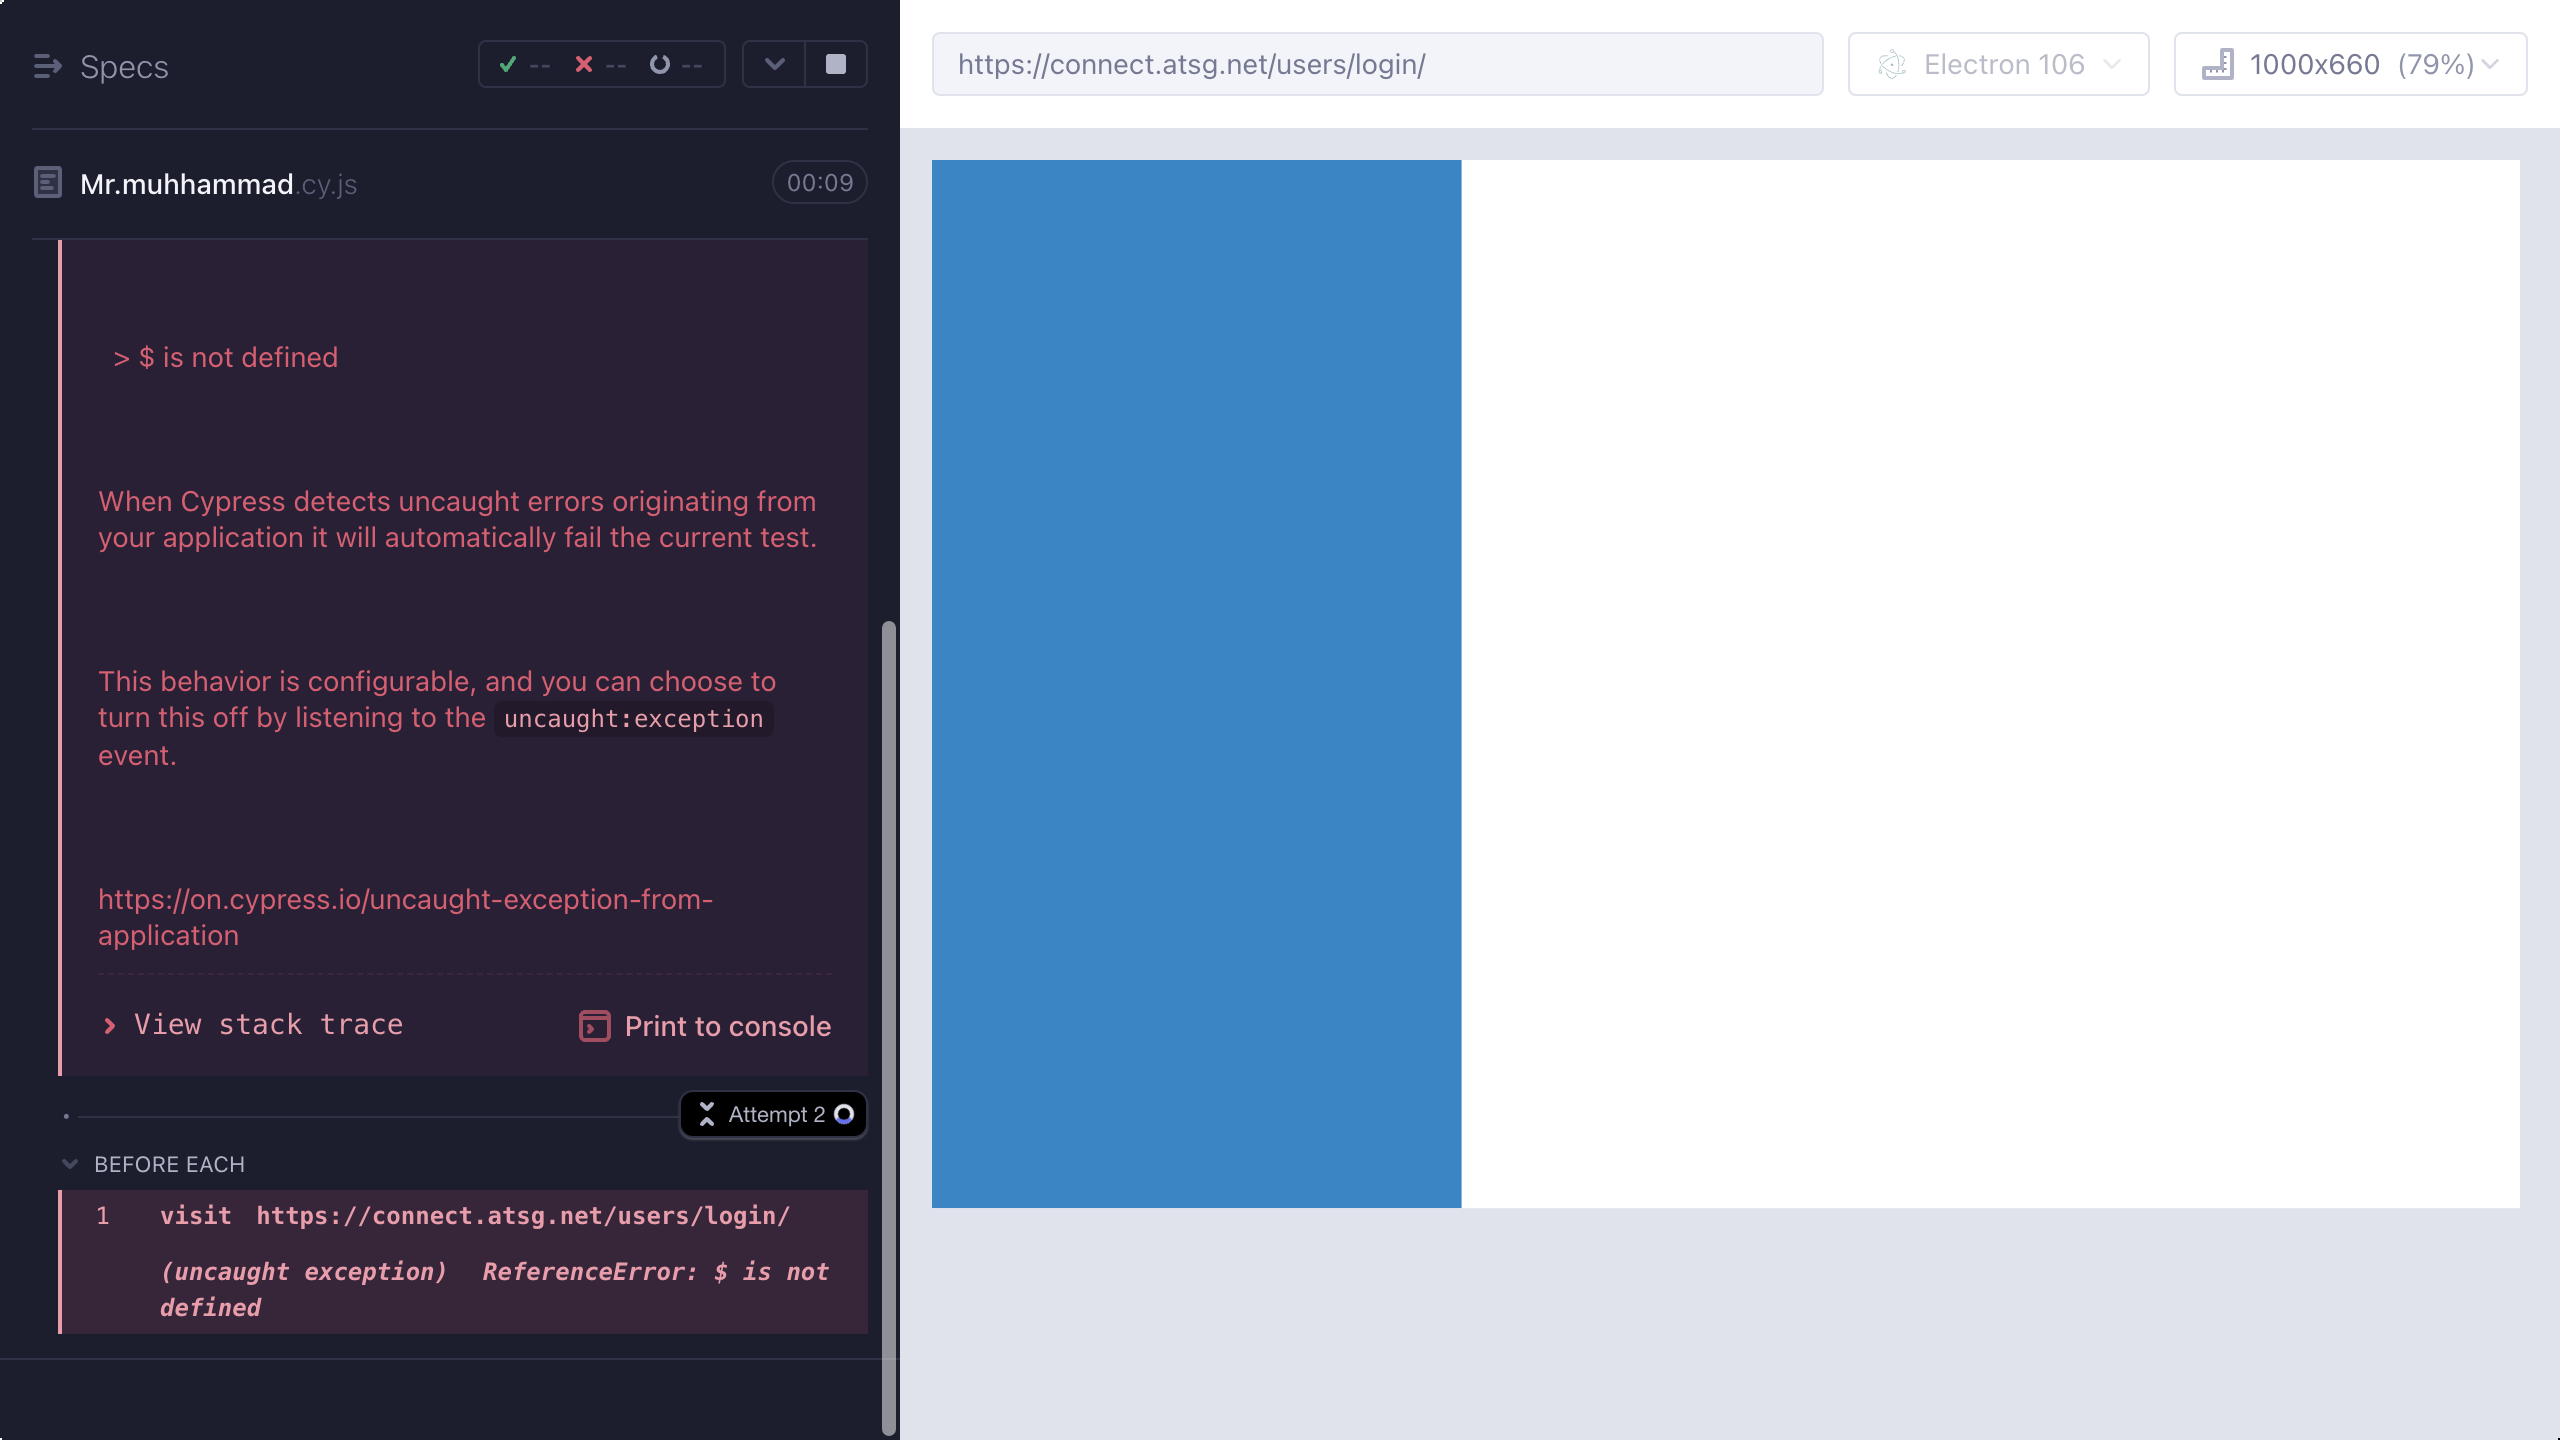 Specs
-- -- --
Mr.muhhammad.cy.js
00:09
> $ is not defined
When Cypress detects uncaught errors originating from
your application it will automatically fail the current test.
This behavior is configurable, and you can choose to
turn this off by listening to the uncaught:exception
event.
https://on.cypress.io/uncaught-exception-from-
application
View stack trace
Print to console
Attempt 2
BEFORE EACH
1 visit https://connect.atsg.net/users/login/
(uncaught exception) ReferenceError: $ is not
defined
https://connect.atsg.net/users/login/
Electron 106
1000x660 (79%)